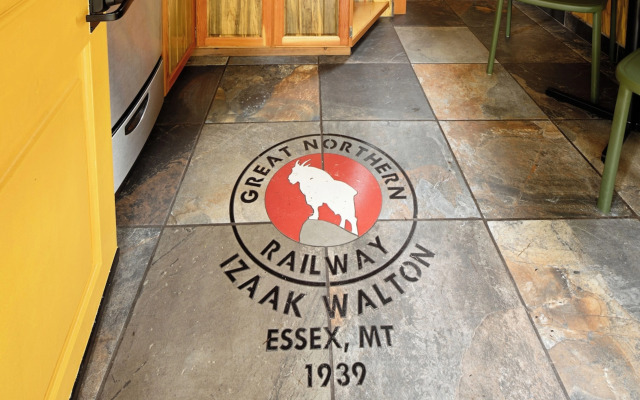 GREAT NORTHERN
RAILWAY
IZAAK WALTON
ESSEX, MT
1939